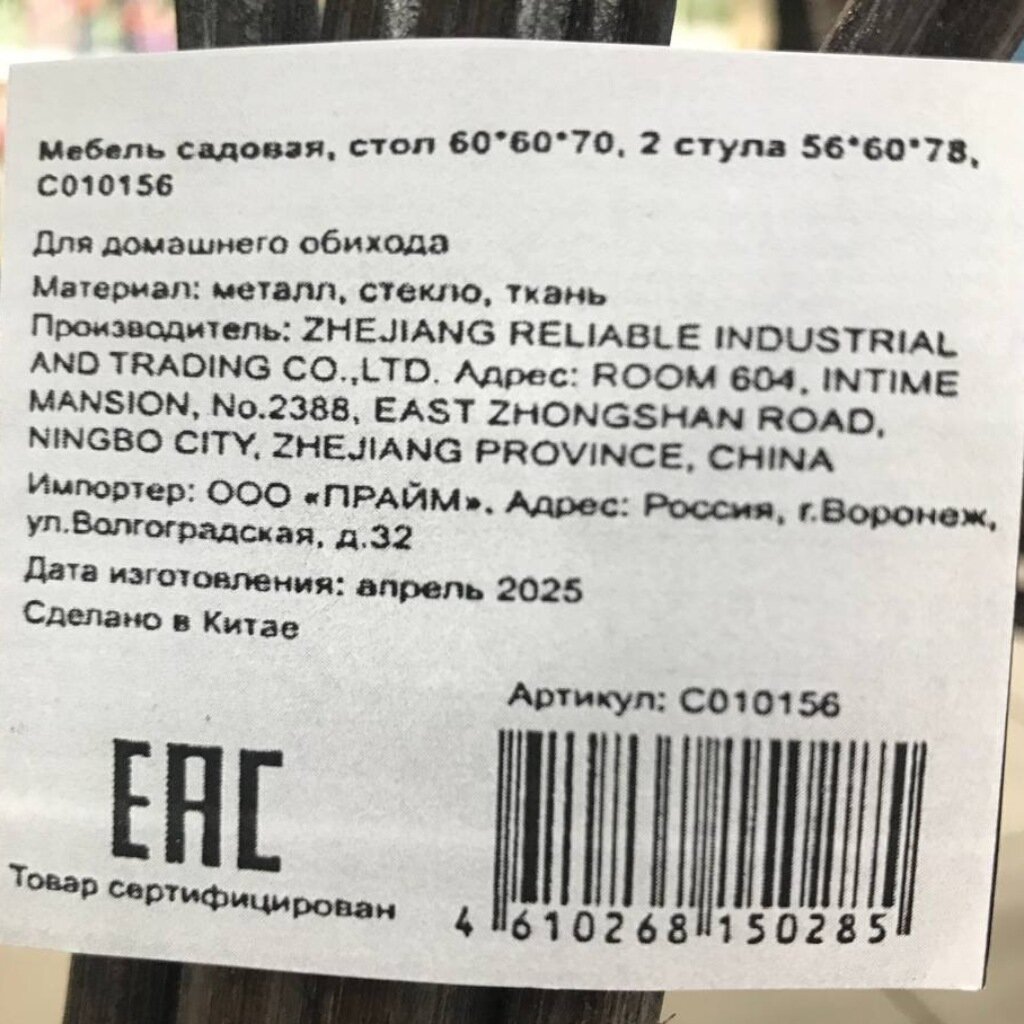 Мебель садовая, стол 60*60*70, 2 стула 56*60*78,
С010156
Для домашнего обихода
Материал: металл, стекло, ткань
Производитель: ZHEJIANG RELIABLE INDUSTRIAL
AND TRADING CO.,LTD. Адрес: ROOM 604, INTIME
MANSION, No.2388, EAST ZHONGSHAN ROAD,
NINGBO CITY, ZHEJIANG PROVINCE, CHINA
Импортер: ООО «ПРАЙМ». Адрес: Россия, г.Воронеж,
ул.Волгоградская, д.32
Дата изготовления: апрель 2025
Сделано в Китае
Артикул: С010156
EAC
Товар сертифицирован
4 610268 150285